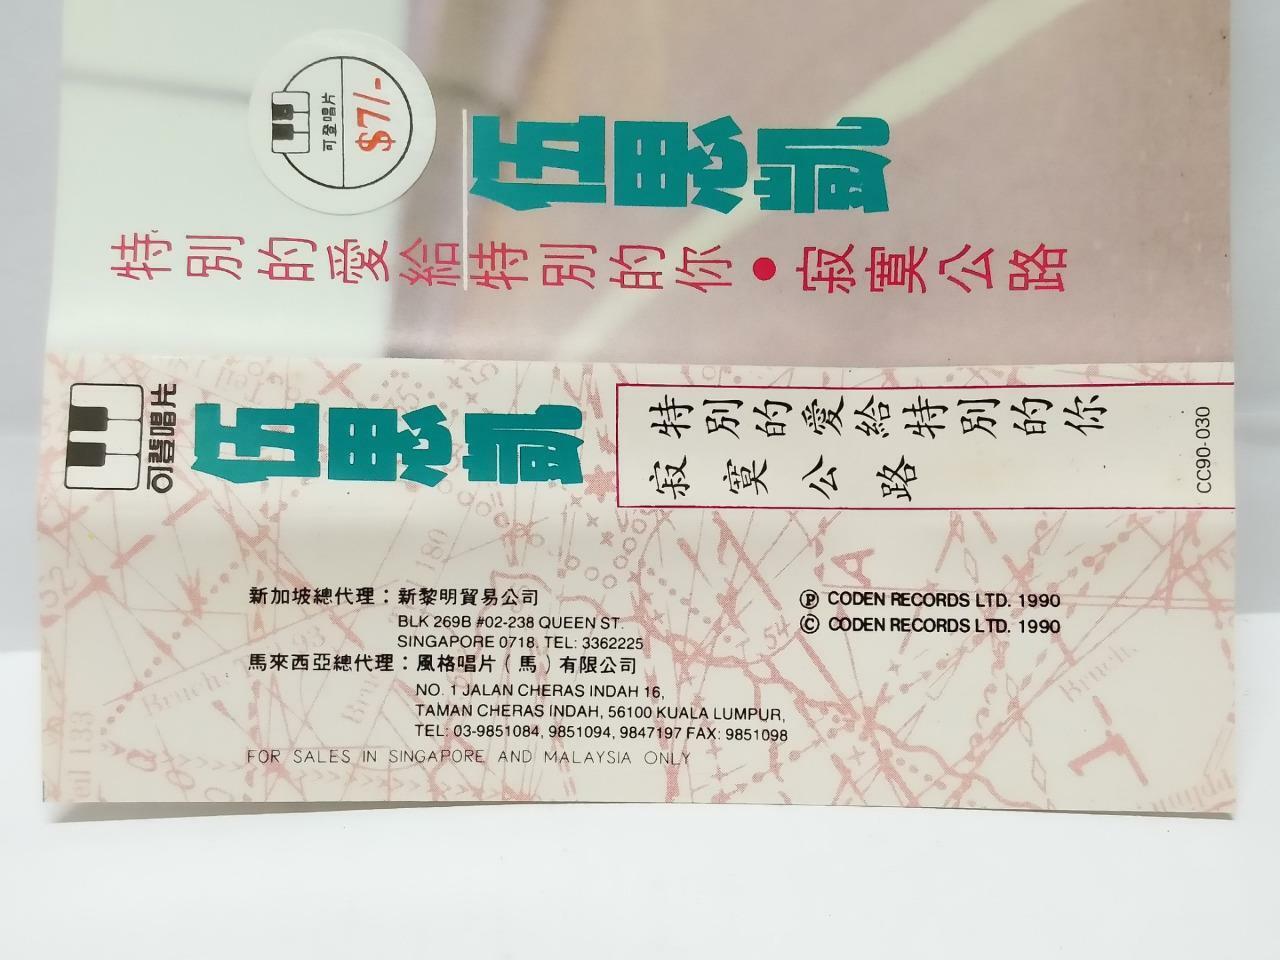 可登唱片
$7/-
伍思凱
特別的愛給特別的你●寂寞公路
可登唱片
伍思凱
特別的愛給特別的你
寂寞公路
CC90-030
新加坡總代理：新黎明貿易公司
BLK 269B #02-238 QUEEN ST.
SINGAPORE 0718. TEL: 3362225
馬來西亞總代理：風格唱片（馬）有限公司
NO. 1 JALAN CHERAS INDAH 16,
TAMAN CHERAS INDAH, 56100 KUALA LUMPUR,
TEL: 03-9851084, 9851094, 9847197 FAX: 9851098
FOR SALES IN SINGAPORE AND MALAYSIA ONLY
Ⓟ CODEN RECORDS LTD. 1990
© CODEN RECORDS LTD. 1990